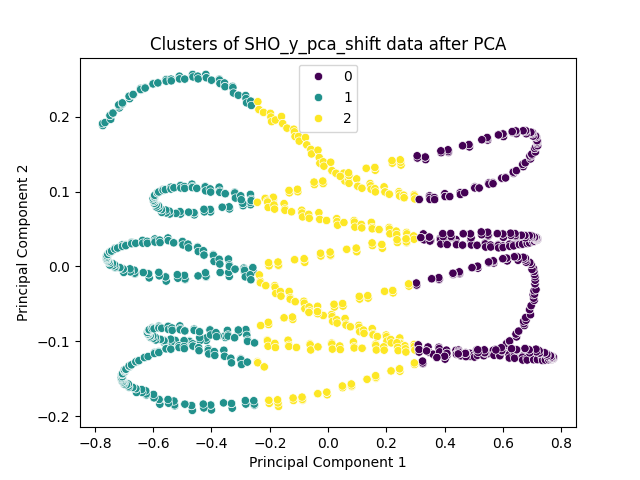 Clusters of SHO_y_pca_shift data after PCA
0
1
2
0.2
0.1
0.0
−0.1
−0.2
Principal Component 2
−0.8 −0.6 −0.4 −0.2 0.0 0.2 0.4 0.6 0.8
Principal Component 1